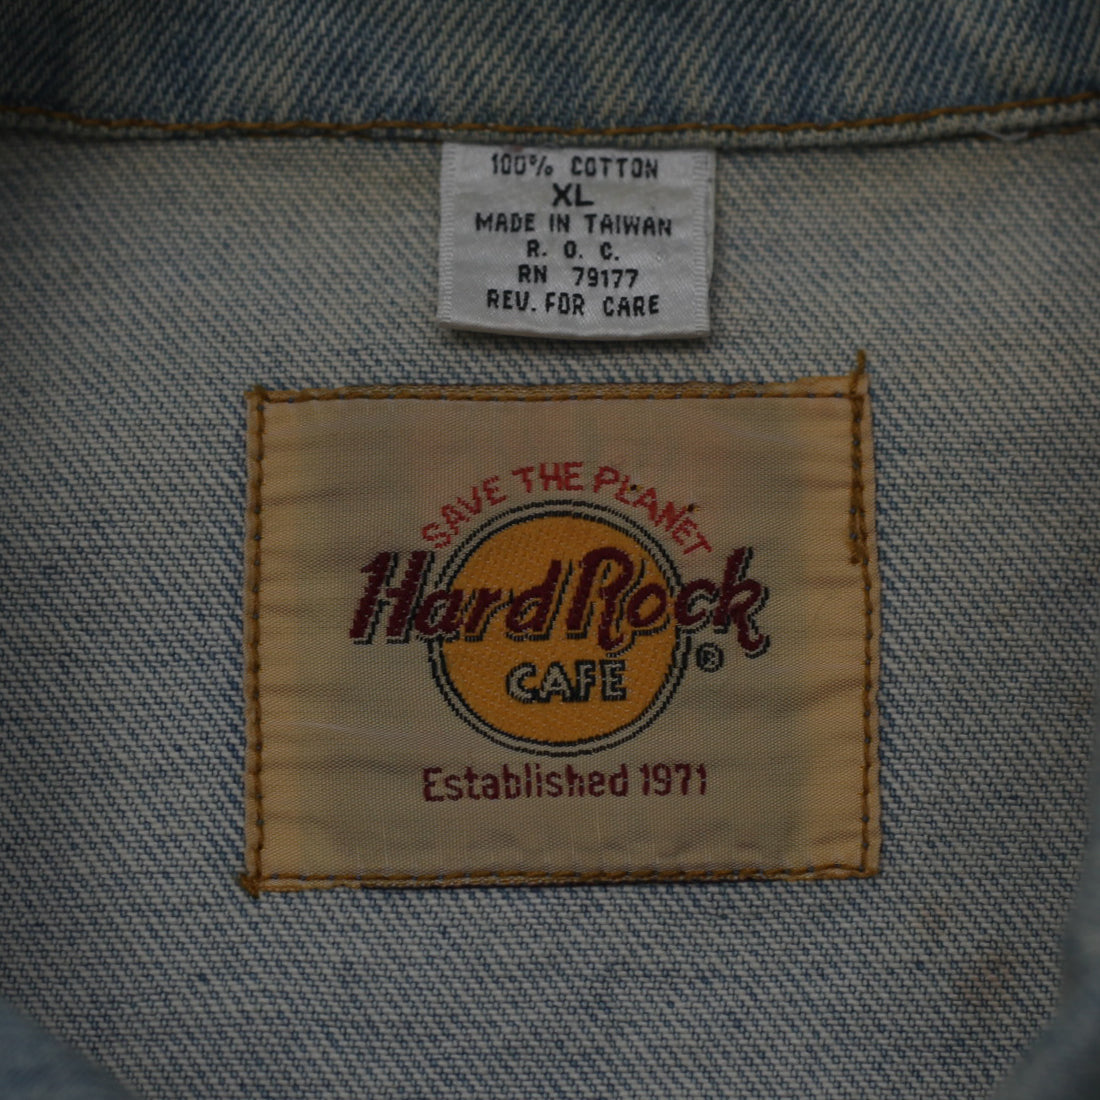 100% COTTON
XL
MADE IN TAIWAN
R. O. C.
RN 79177
REV. FOR CARE
SAVE THE PLANET
Hard Rock
CAFE
®
Established 1971